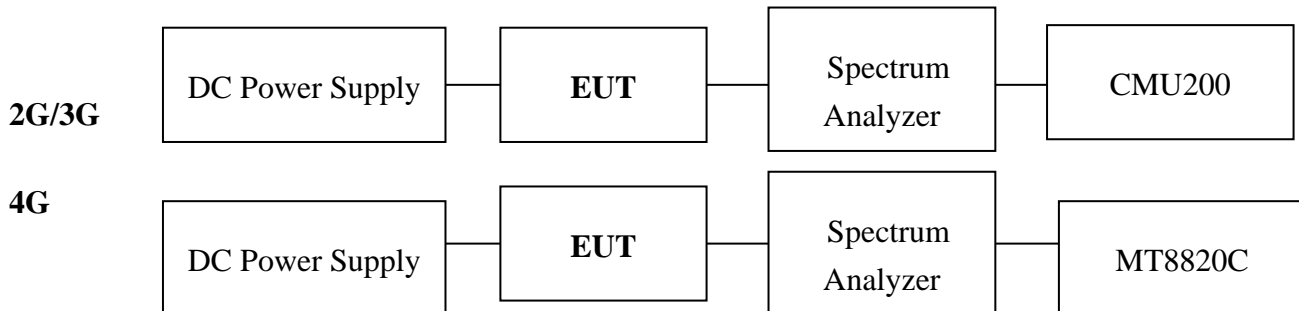 2G/3G
DC Power Supply
EUT
Spectrum
Analyzer
CMU200
4G
DC Power Supply
EUT
Spectrum
Analyzer
MT8820C